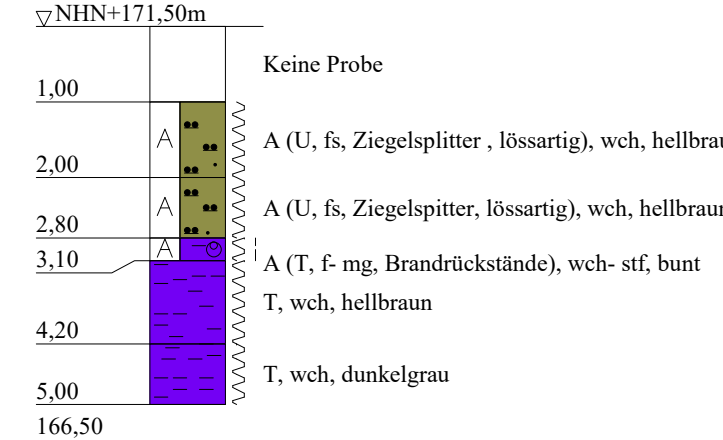 NHN+171,50m
Keine Probe
1,00
A
A (U, fs, Ziegelsplitter , lössartig), wch, hellbrau
2,00
A
A (U, fs, Ziegelspitter, lössartig), wch, hellbraun
2,80
A
3,10
A (T, f- mg, Brandrückstände), wch- stf, bunt
T, wch, hellbraun
4,20
T, wch, dunkelgrau
5,00
166,50